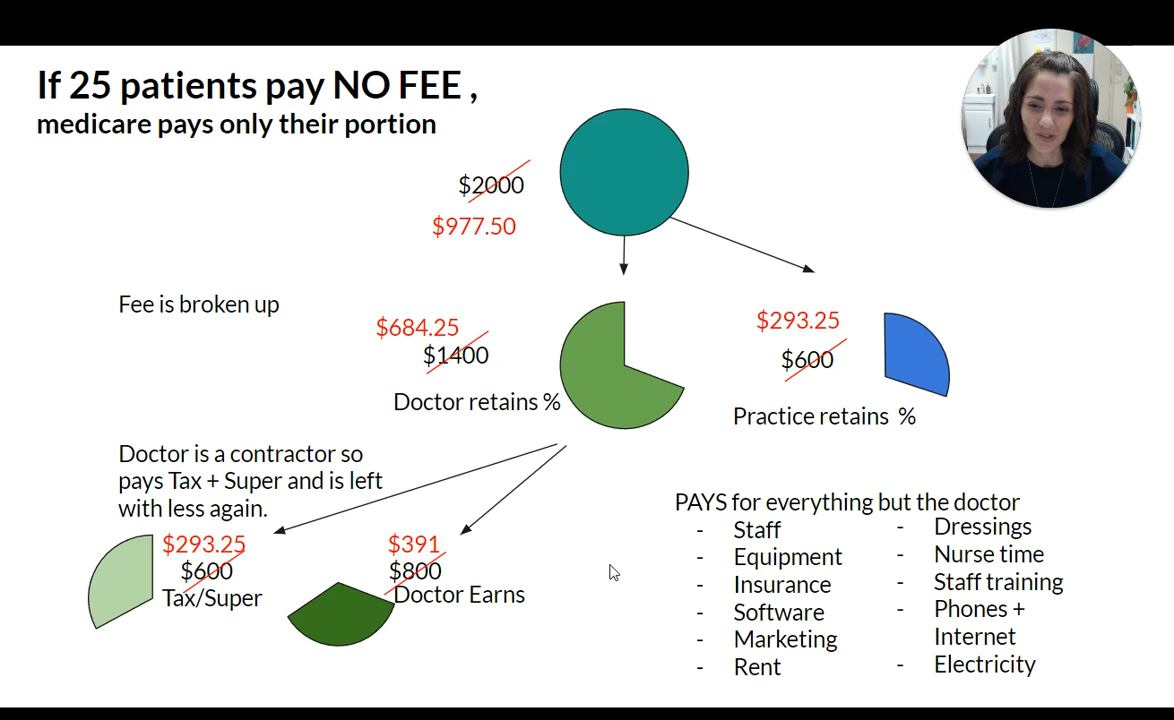 If 25 patients pay NO FEE ,
medicare pays only their portion
$2000
$977.50
Fee is broken up
$684.25
$1400
Doctor retains %
$293.25
$600
Practice retains %
Doctor is a contractor so
pays Tax + Super and is left
with less again.
$293.25
$600
Tax/Super
$391
$800
Doctor Earns
PAYS for everything but the doctor
- Staff
- Equipment
- Insurance
- Software
- Marketing
- Rent
- Dressings
- Nurse time
- Staff training
- Phones +
Internet
- Electricity